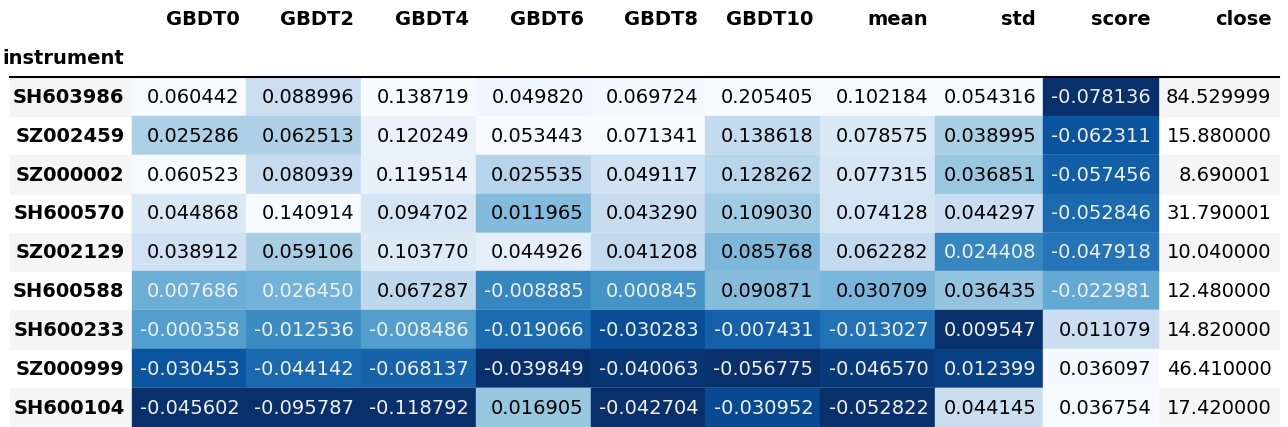 GBDT0 GBDT2 GBDT4 GBDT6 GBDT8 GBDT10 mean std score close
instrument
SH603986 0.060442 0.088996 0.138719 0.049820 0.069724 0.205405 0.102184 0.054316 -0.078136 84.529999
SZ002459 0.025286 0.062513 0.120249 0.053443 0.071341 0.138618 0.078575 0.038995 -0.062311 15.880000
SZ000002 0.060523 0.080939 0.119514 0.025535 0.049117 0.128262 0.077315 0.036851 -0.057456 8.690001
SH600570 0.044868 0.140914 0.094702 0.011965 0.043290 0.109030 0.074128 0.044297 -0.052846 31.790001
SZ002129 0.038912 0.059106 0.103770 0.044926 0.041208 0.085768 0.062282 0.024408 -0.047918 10.040000
SH600588 0.007686 0.026450 0.067287 -0.008885 0.000845 0.090871 0.030709 0.036435 -0.022981 12.480000
SH600233 -0.000358 -0.012536 -0.008486 -0.019066 -0.030283 -0.007431 -0.013027 0.009547 0.011079 14.820000
SZ000999 -0.030453 -0.044142 -0.068137 -0.039849 -0.040063 -0.056775 -0.046570 0.012399 0.036097 46.410000
SH600104 -0.045602 -0.095787 -0.118792 0.016905 -0.042704 -0.030952 -0.052822 0.044145 0.036754 17.420000